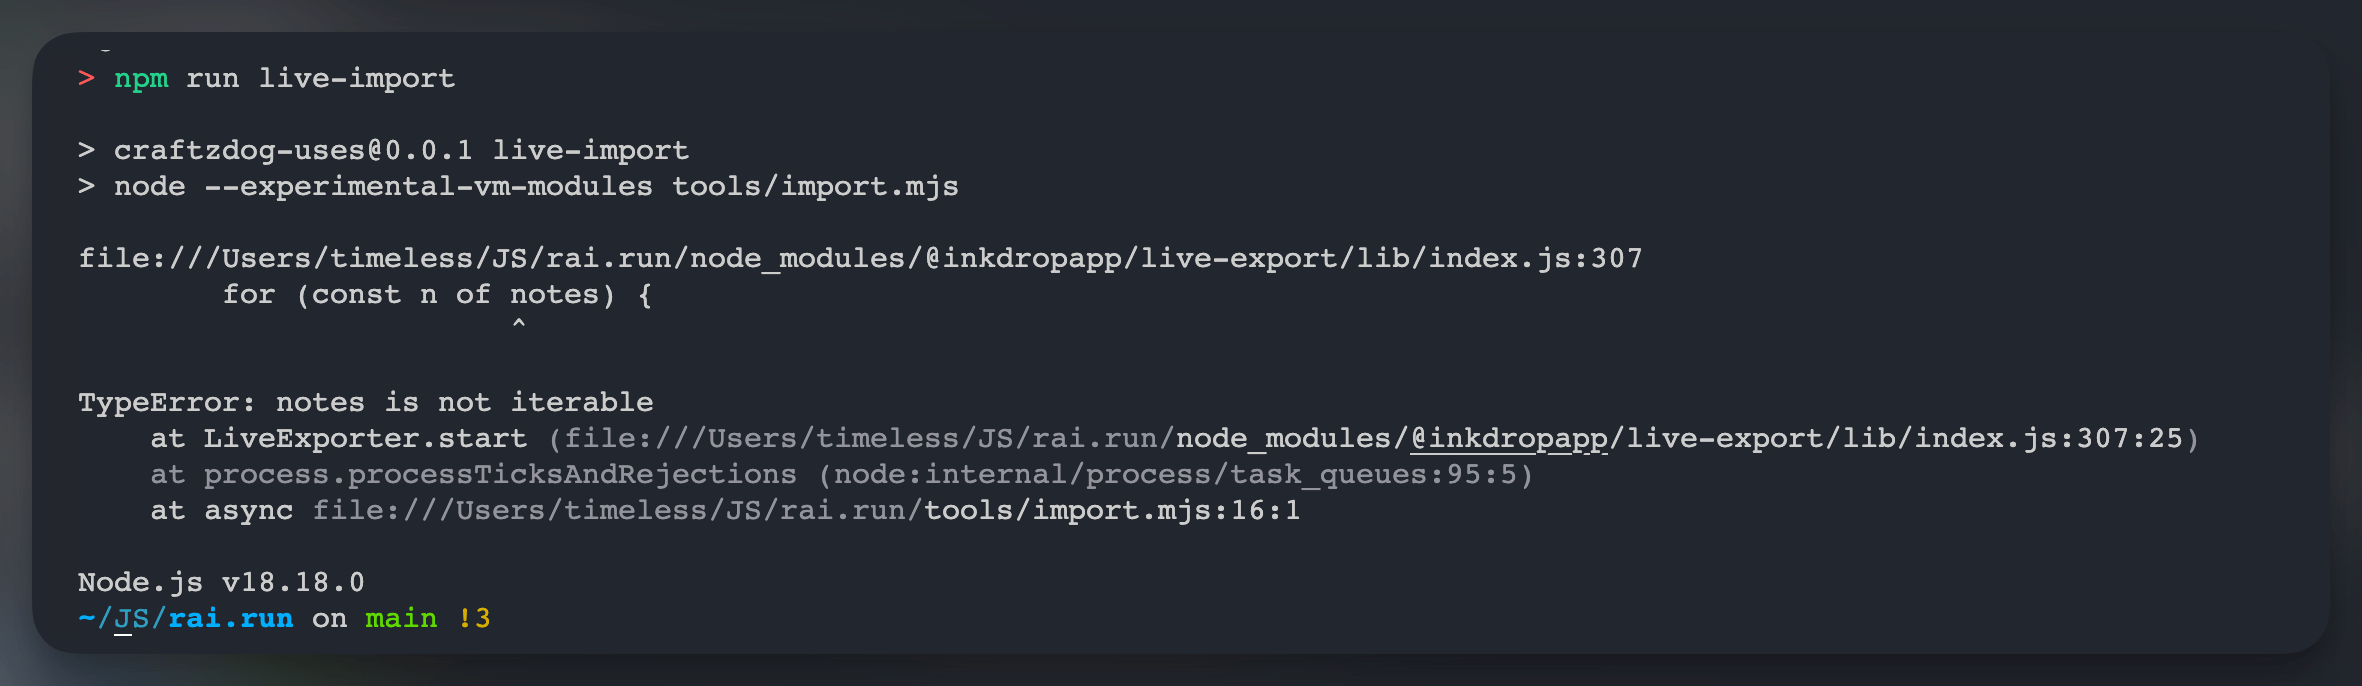 > npm run live-import
> craftzdog-uses@0.0.1 live-import
> node --experimental-vm-modules tools/import.mjs
file:///Users/timeless/JS/rai.run/node_modules/@inkdropapp/live-export/lib/index.js:307
        for (const n of notes) {
                        ^
TypeError: notes is not iterable
    at LiveExporter.start (file:///Users/timeless/JS/rai.run/node_modules/@inkdropapp/live-export/lib/index.js:307:25)
    at process.processTicksAndRejections (node:internal/process/task_queues:95:5)
    at async file:///Users/timeless/JS/rai.run/tools/import.mjs:16:1
Node.js v18.18.0
~/JS/rai.run on main !3